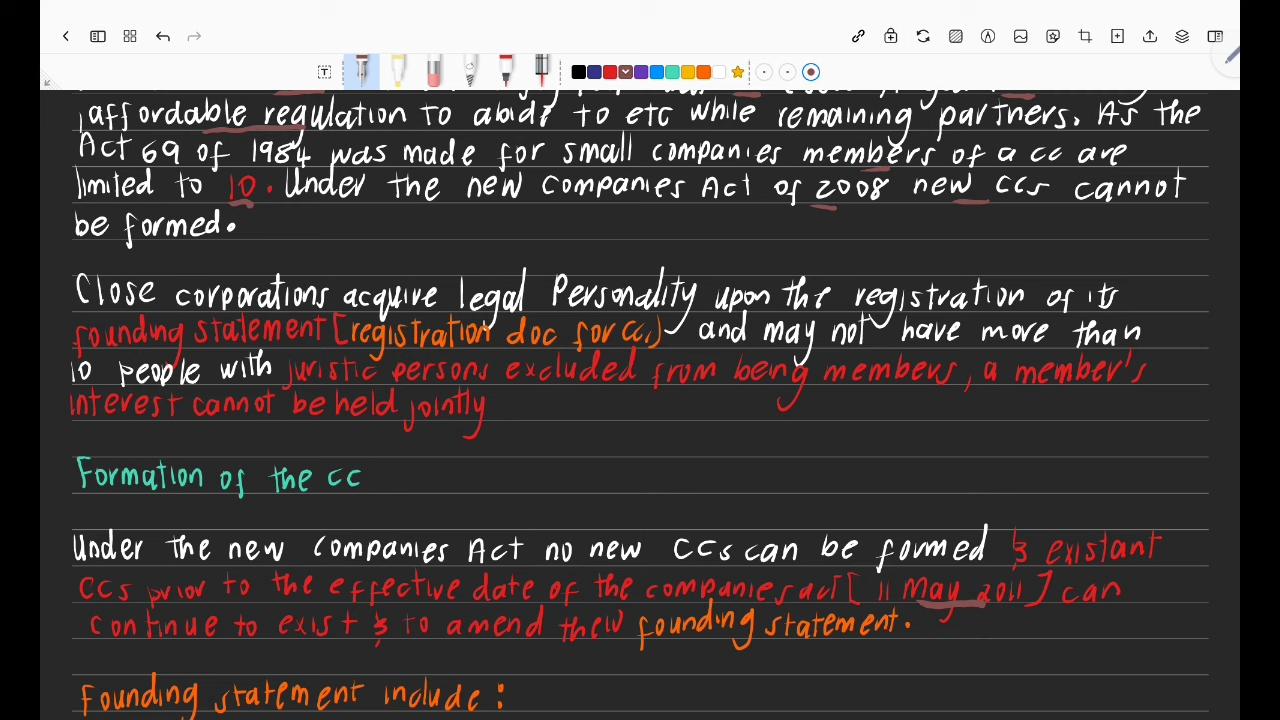 affordable regulation to abide to etc while remaining partners. As the
Act 69 of 1984 was made for small companies members of a cc are
limited to 10. Under the new Companies Act of 2008 new CCs cannot
be formed.
Close corporations acquire legal Personality upon the registration of its
founding statement [registration doc for CC) and may not have more than
10 people with juristic persons excluded from being members, a member's
interest cannot be held jointly
Formation of the CC
Under the new Companies Act no new CCs can be formed & existant
CCs prior to the effective date of the companies act [11 May 2011] can
continue to exist & to amend their founding statement.
Founding statement include: